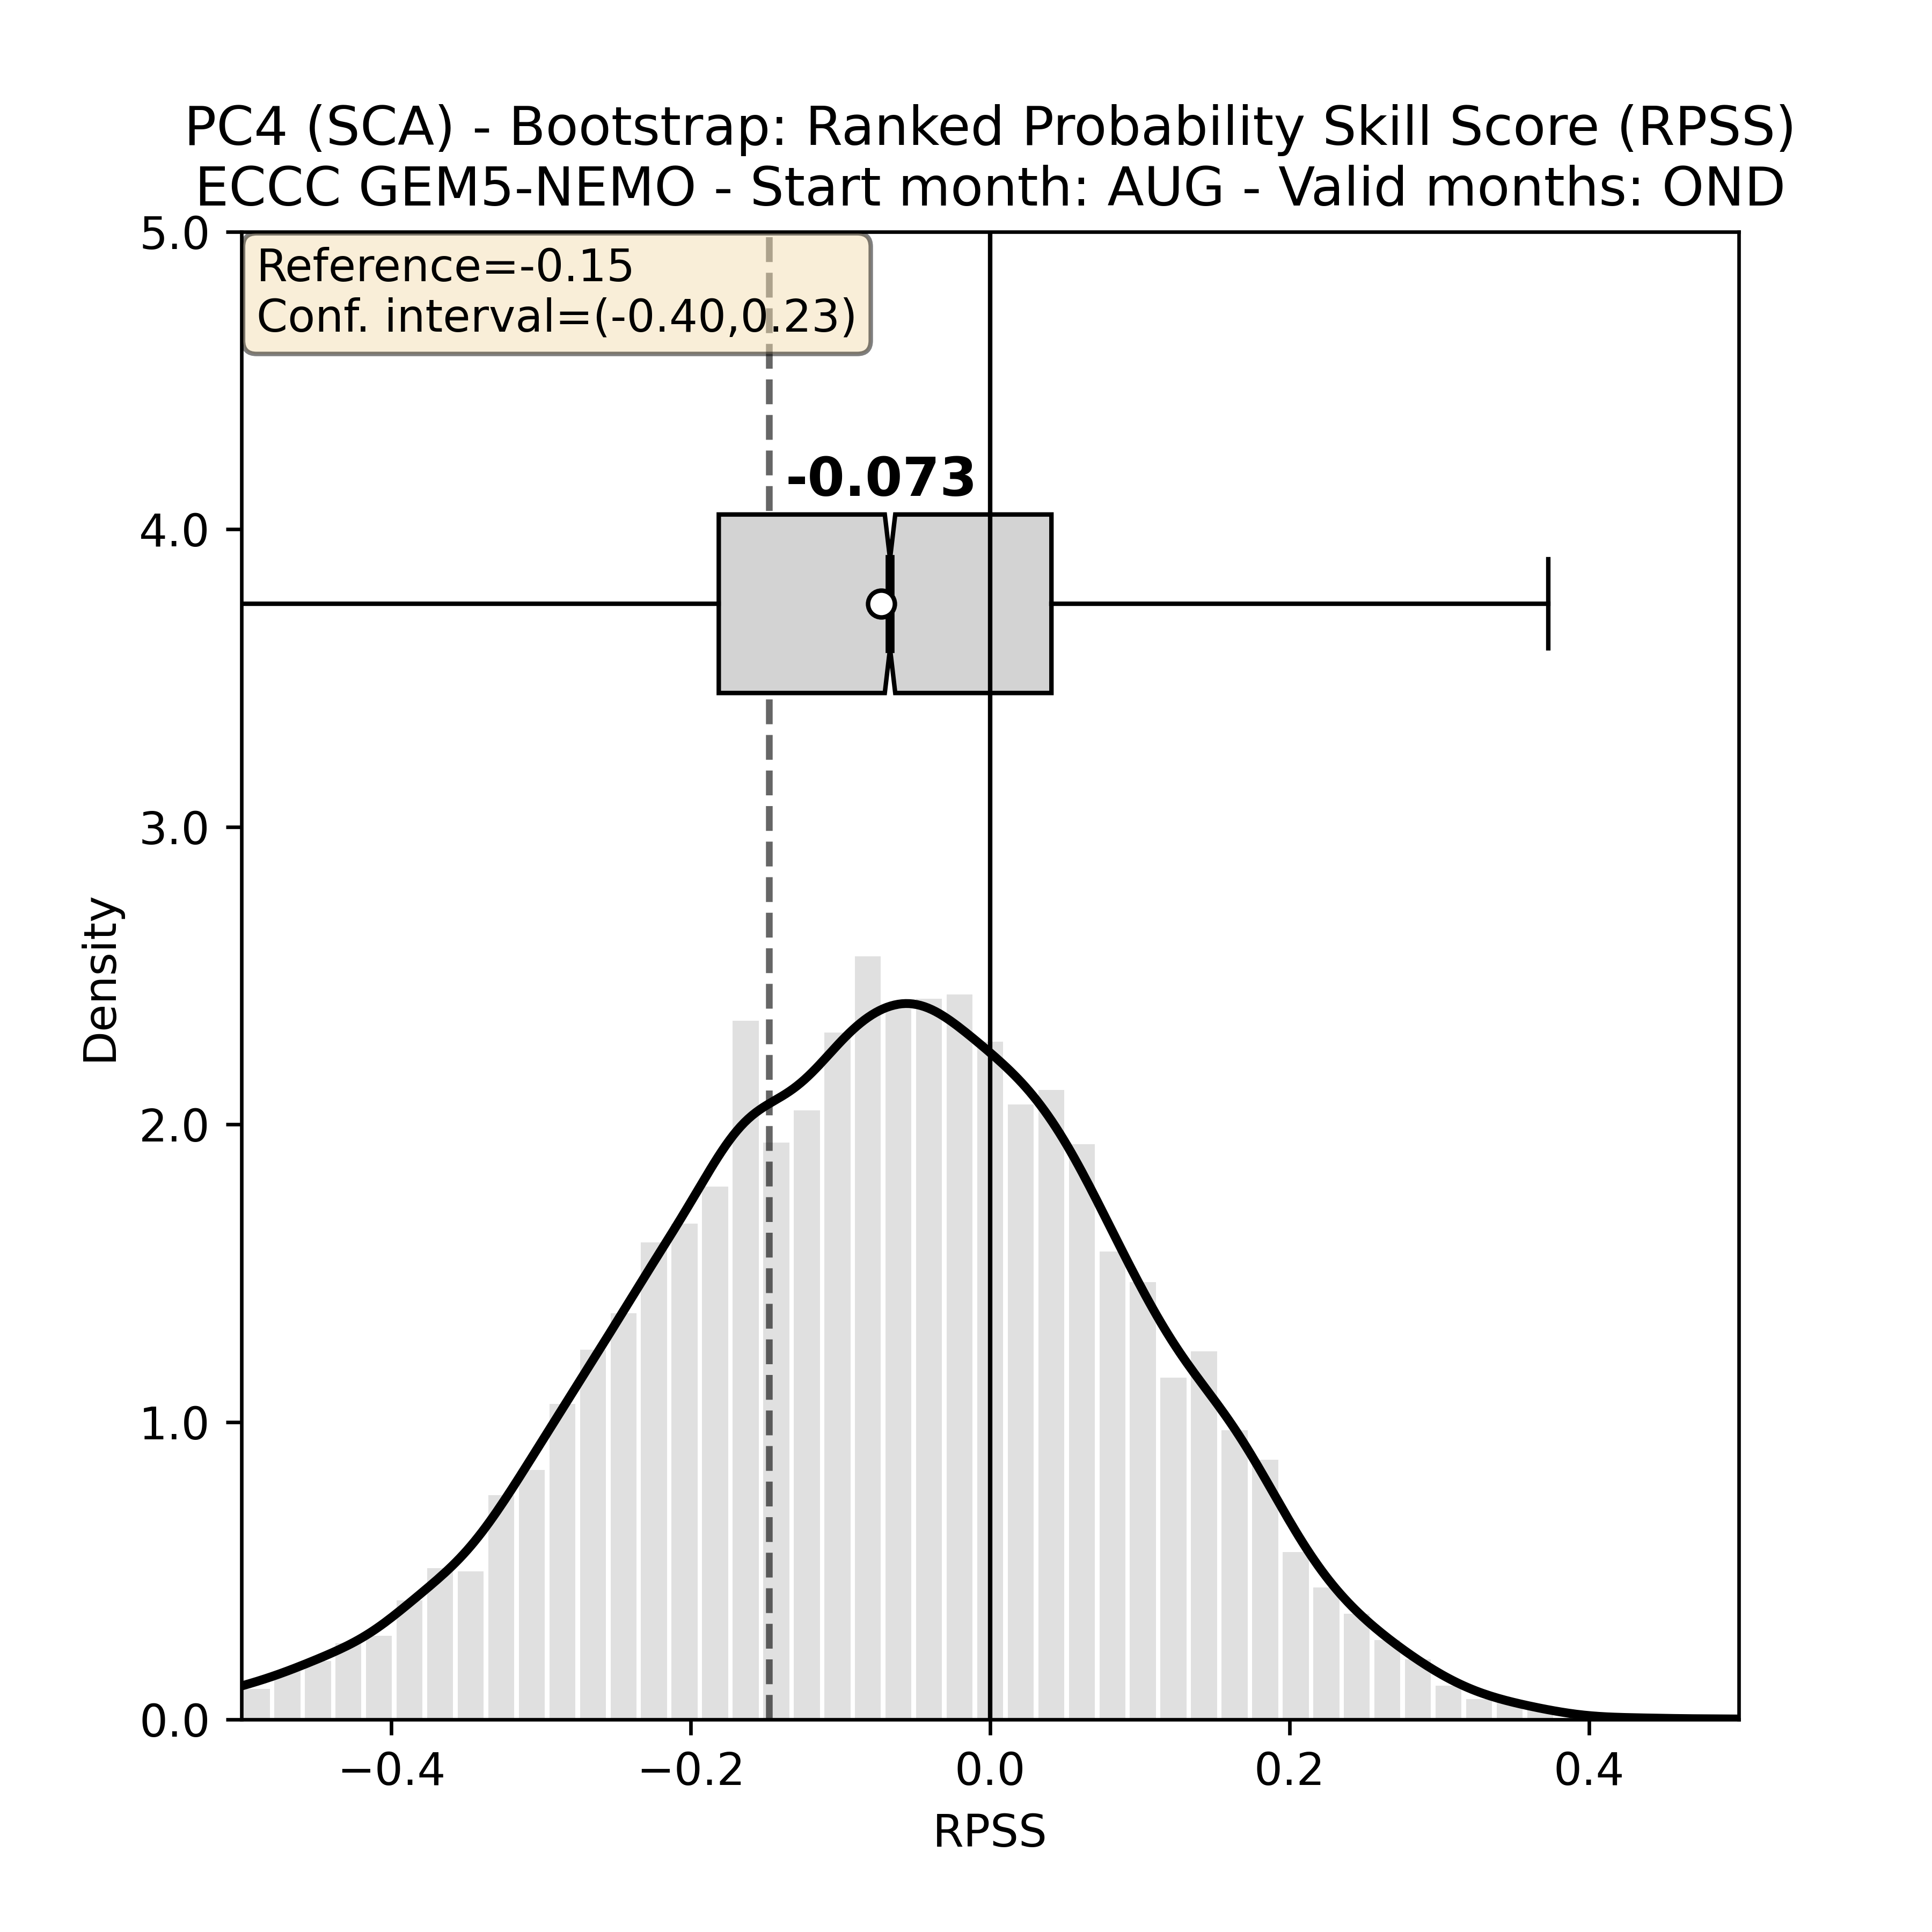 PC4 (SCA) - Bootstrap: Ranked Probability Skill Score (RPSS)
ECCC GEM5-NEMO - Start month: AUG - Valid months: OND
5.0
Reference=-0.15
Conf. interval=(-0.40,0.23)
-0.073
4.0
3.0
Density
2.0
1.0
0.0
−0.4 −0.2 0.0 0.2 0.4
RPSS